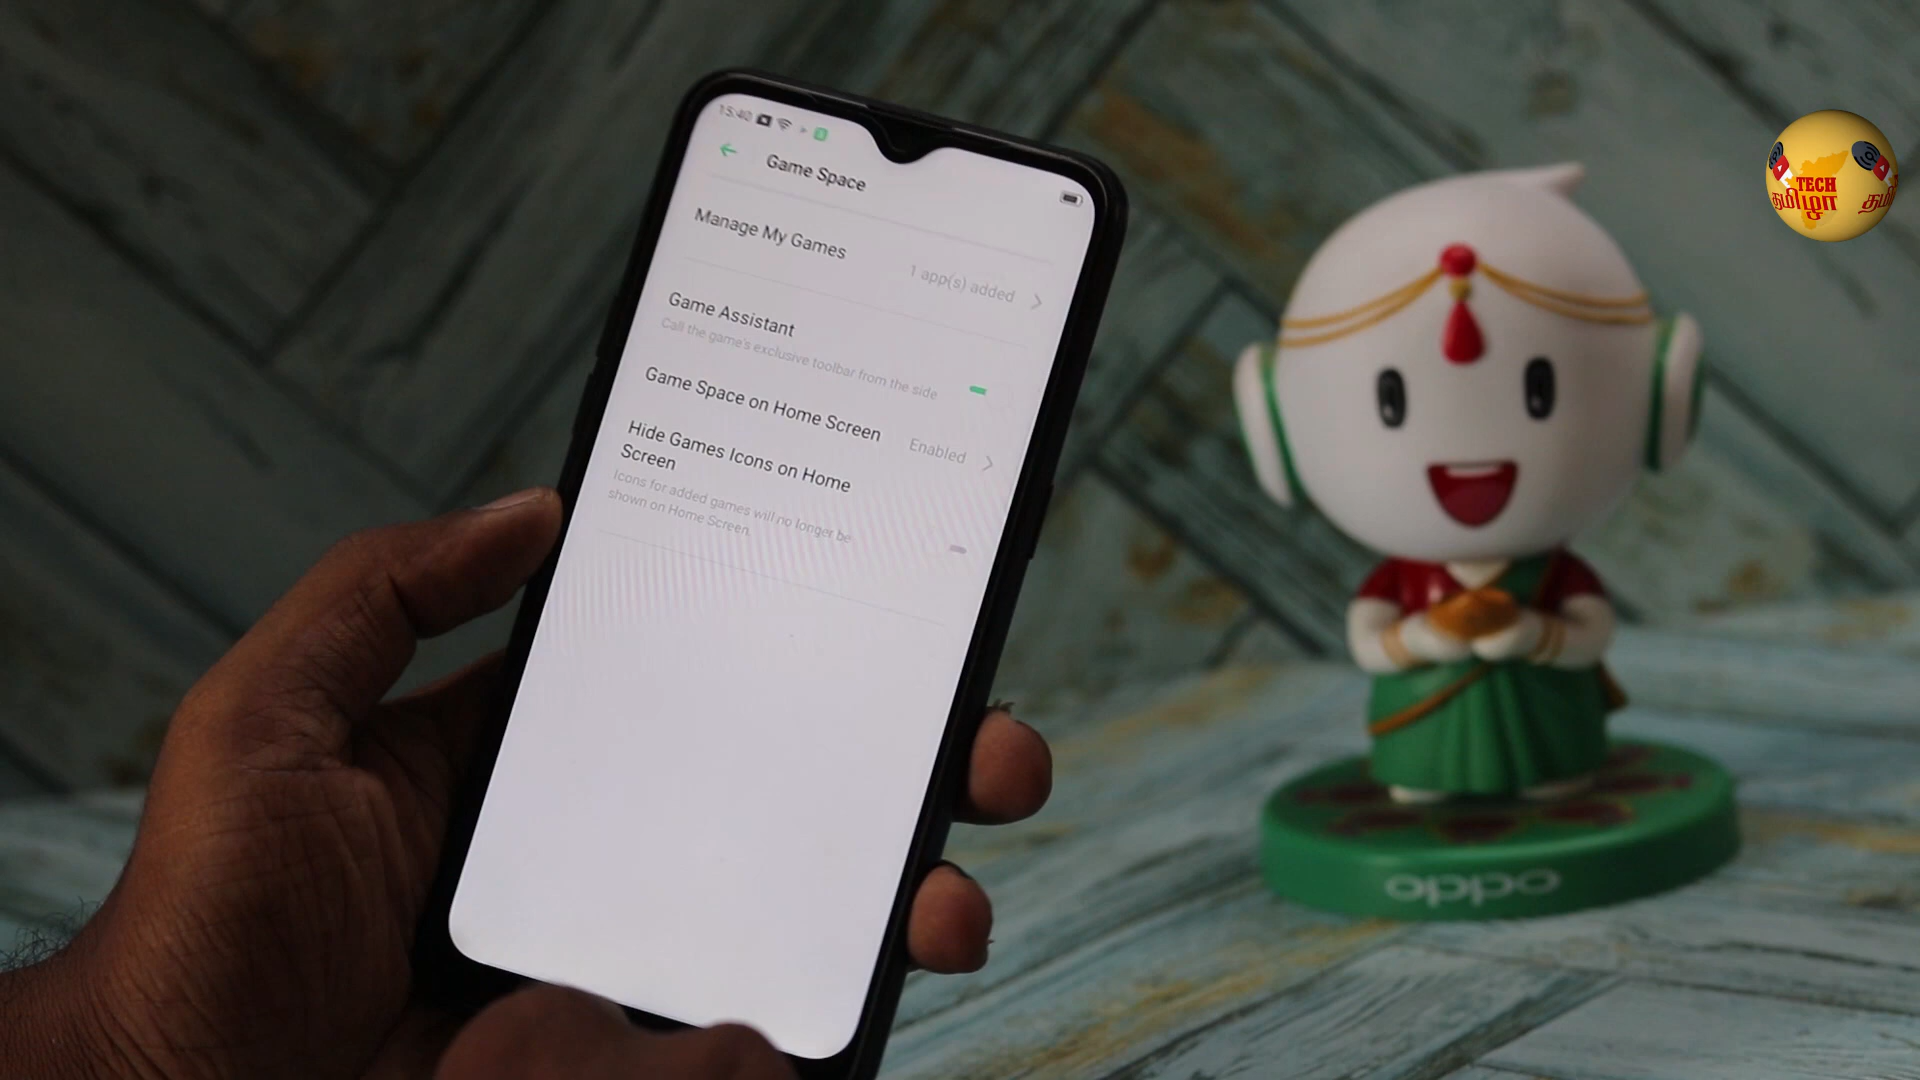 15:40
Game Space
Manage My Games
1 app(s) added
Game Assistant
Call the game's exclusive toolbar from the side
Game Space on Home Screen
Enabled
Hide Games Icons on Home
Screen
Icons for added games will no longer be
shown on Home Screen.
oppo
TECH
தமிழா
தமி